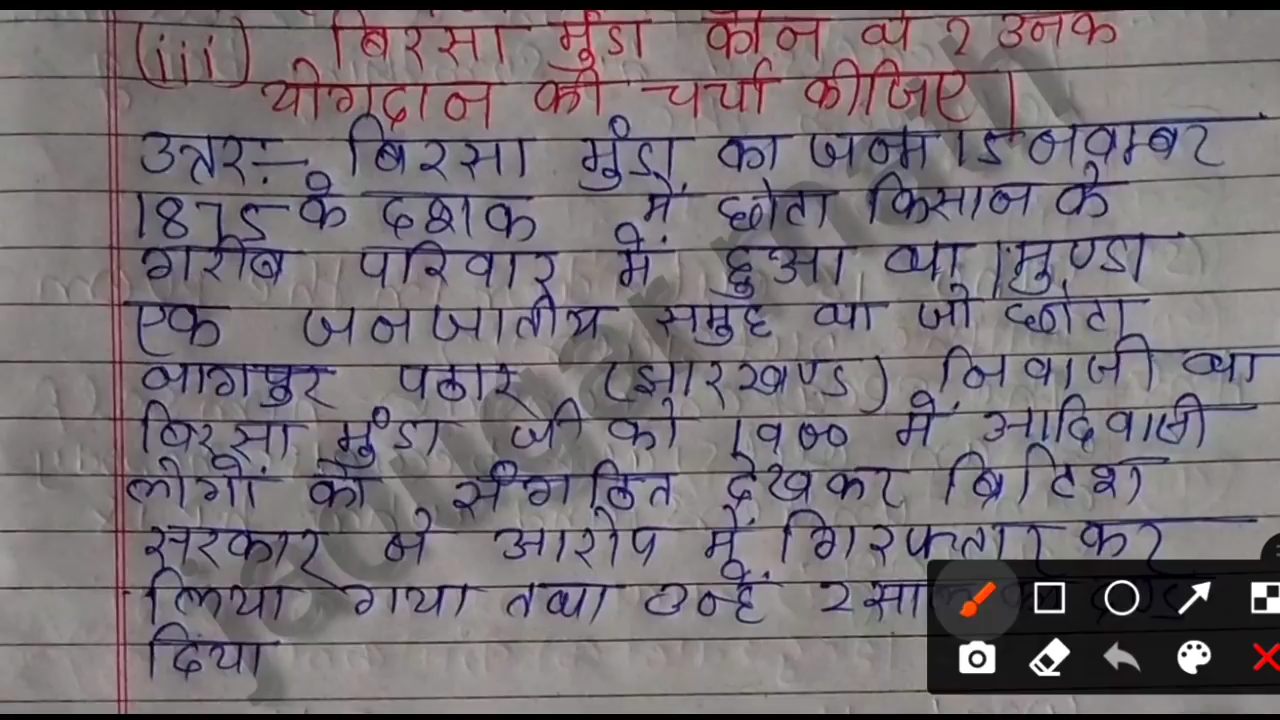 (iii) बिरसा मुंडा कौन थे ? उनके
योगदान की चर्चा कीजिए।
उत्तर:- बिरसा मुंडा का जन्म 15 नवम्बर
1875 के दशक में छोटा किसान के
गरीब परिवार में हुआ था। मुण्डा
एक जनजातीय समुह था जो छोटा
नागपुर पठार (झारखण्ड) निवाजी था
बिरसा मुंडा जी को 1900 में आदिवासी
लोगों को संगठित देखकर ब्रिटिश
सरकार ने आरोप में गिरफ्तार कर
लिया गया तथा उन्हें 2 साल का दण्ड
दिया